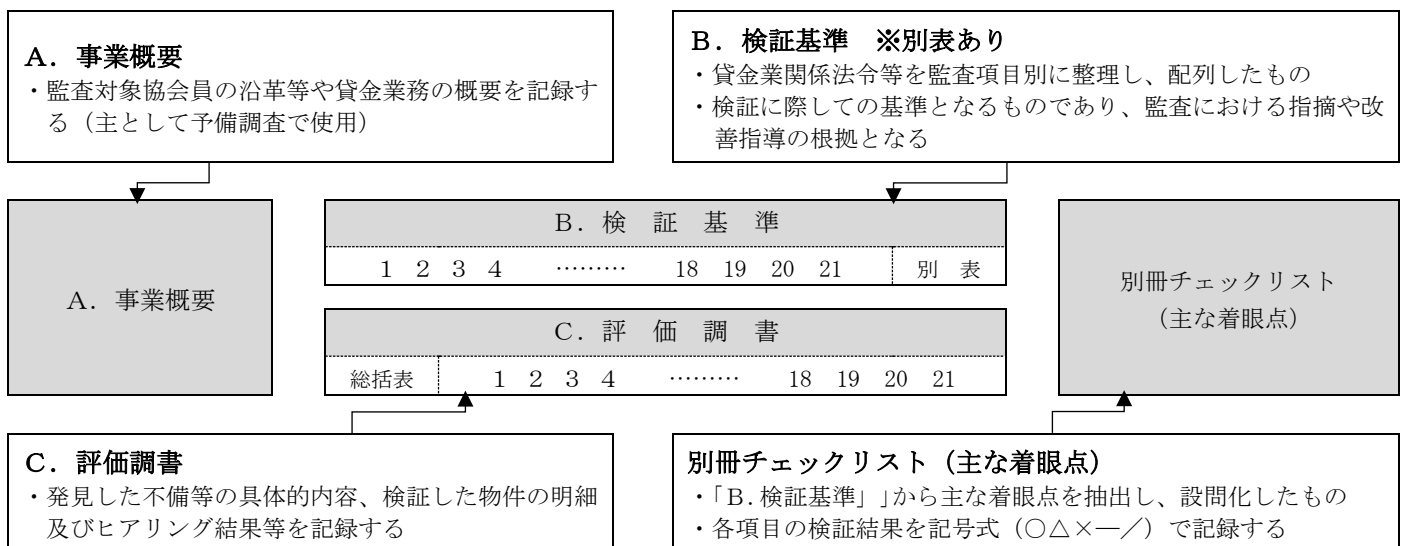 A．事業概要
・監査対象協会員の沿革等や貸金業務の概要を記録す
る（主として予備調査で使用）
B．検証基準　※別表あり
・貸金業関係法令等を監査項目別に整理し、配列したもの
・検証に際しての基準となるものであり、監査における指摘や改
善指導の根拠となる
A．事業概要
B．検　証　基　準
1　2　3　4　………　18　19　20　21　別　表
C．評　価　調　書
総括表　1　2　3　4　………　18　19　20　21
別冊チェックリスト
（主な着眼点）
C．評価調書
・発見した不備等の具体的内容、検証した物件の明細
及びヒアリング結果等を記録する
別冊チェックリスト（主な着眼点）
・「B．検証基準」」から主な着眼点を抽出し、設問化したもの
・各項目の検証結果を記号式（○△×―／）で記録する